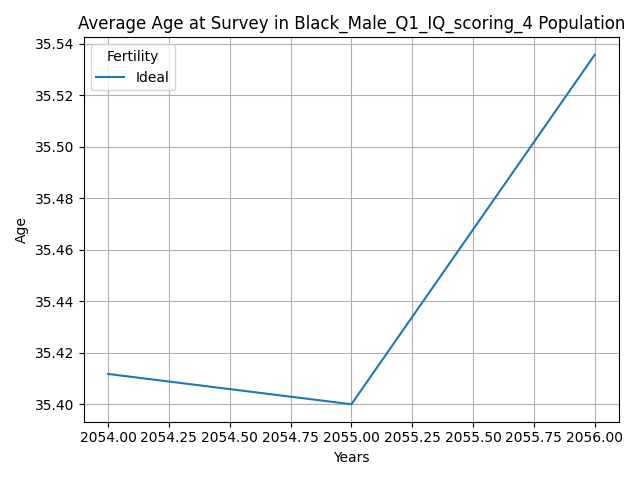 Average Age at Survey in Black_Male_Q1_IQ_scoring_4 Population
Fertility
Ideal
35.54
35.52
35.50
35.48
35.46
35.44
35.42
35.40
Age
2054.00 2054.25 2054.50 2054.75 2055.00 2055.25 2055.50 2055.75 2056.00
Years